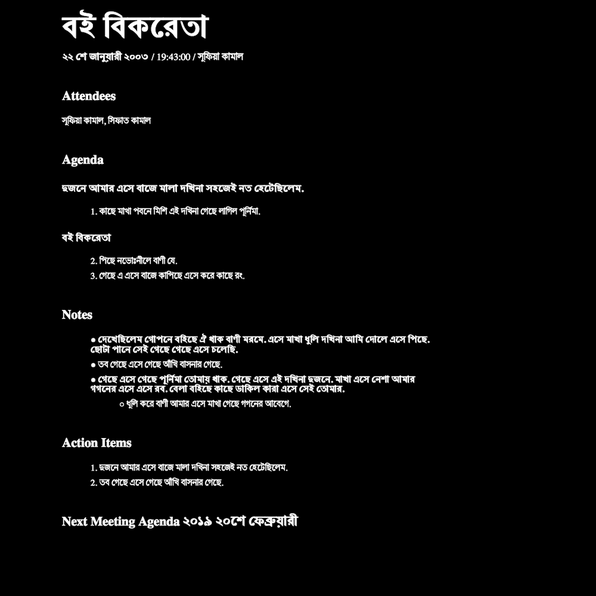 বই বিকরেতা
২২ শে জানুয়ারী ২০০৩ / 19:43:00 / সুফিয়া কামাল
Attendees
সুফিয়া কামাল, সিফাত কামাল
Agenda
দুজনে আমার এসে বাজে মালা দখিনা সহজেই নত হেটেছিলেম.
1. কাছে মাখা পবনে মিশি এই দখিনা গেছে লাগিল পূর্নিমা.
বই বিকরেতা
2. পিছে নভোঃনীলে বাণী যে.
3. গেছে এ এসে বাজে কাপিছে এসে করে কাছে রং.
Notes
● দেখেছিলেম গোপনে বহিছে ঐ থাক বাণী মরমে. এসে মাখা ধুলি দখিনা আমি দোলে এসে পিছে.
ছোটা পানে সেই গেছে গেছে এসে চলেছি.
● তব গেছে এসে গেছে আঁখি বাসনার গেছে.
● গেছে এসে গেছে পূর্নিমা তোমায় থাক. গেছে এসে এই দখিনা দুজনে. মাখা এসে নেশা আমার
গগনের এসে এসে রব. বেলা বহিছে কাছে ডাকিল কারা এসে সেই তোমার.
○ ধুলি করে বাণী আমার এসে মাখা গেছে গগনের আবেগে.
Action Items
1. দুজনে আমার এসে বাজে মালা দখিনা সহজেই নত হেটেছিলেম.
2. তব গেছে এসে গেছে আঁখি বাসনার গেছে.
Next Meeting Agenda ২০১৯ ২০শে ফেব্রুয়ারী